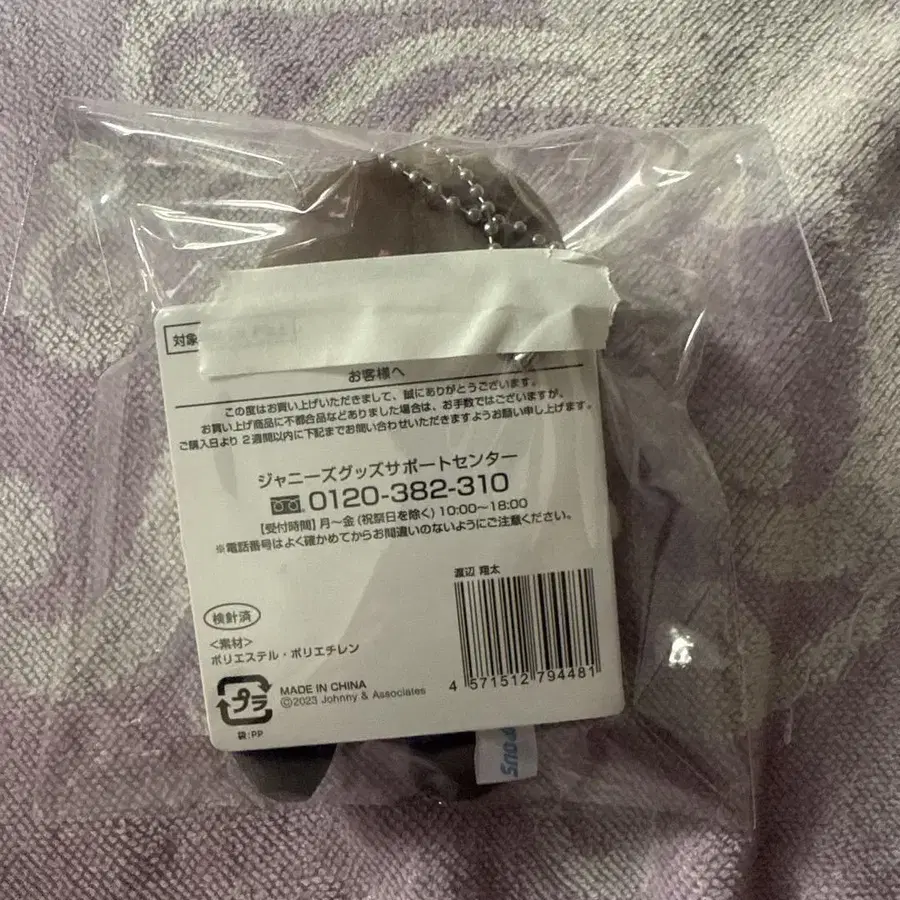 対象
お客様へ
この度はお買い上げいただきまして、誠にありがとうございます。
お買い上げ商品に不都合品などありました場合は、お手数ではございますが、
ご購入日より2週間以内に下記までお問い合わせいただきますようお願い申し上げます。
ジャニーズグッズサポートセンター
0120-382-310
【受付時間】月〜金(祝祭日を除く)10:00〜18:00
※電話番号はよく確かめてからお間違いのないようにご注意ください。
渡辺 翔太
検針済
<素材>
ポリエステル・ポリエチレン
4 571512 794481
プラ
MADE IN CHINA
©2023 Johnny & Associates
袋:PP
POUS